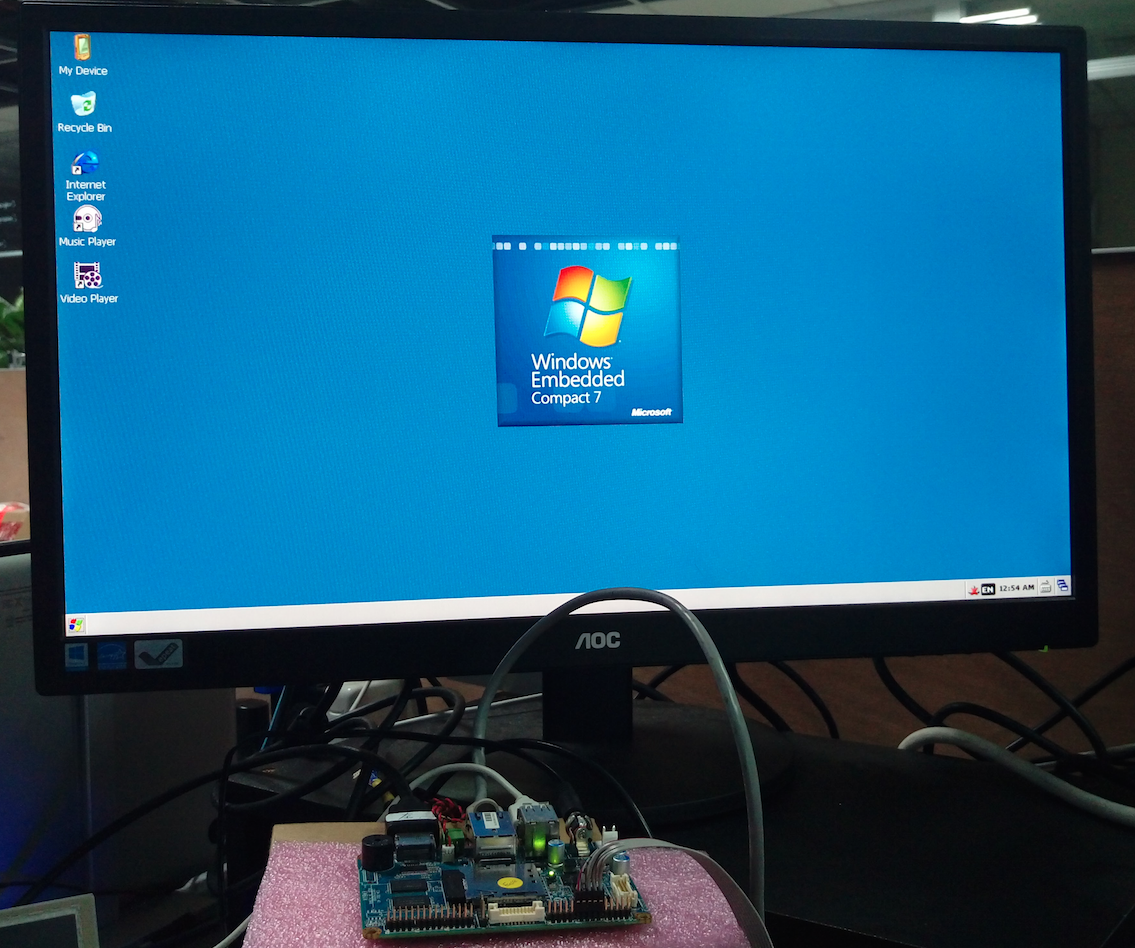 My Device
Recycle Bin
Internet
Explorer
Music Player
Video Player
Windows®
Embedded
Compact 7
Microsoft
EN
12:54 AM
AOC